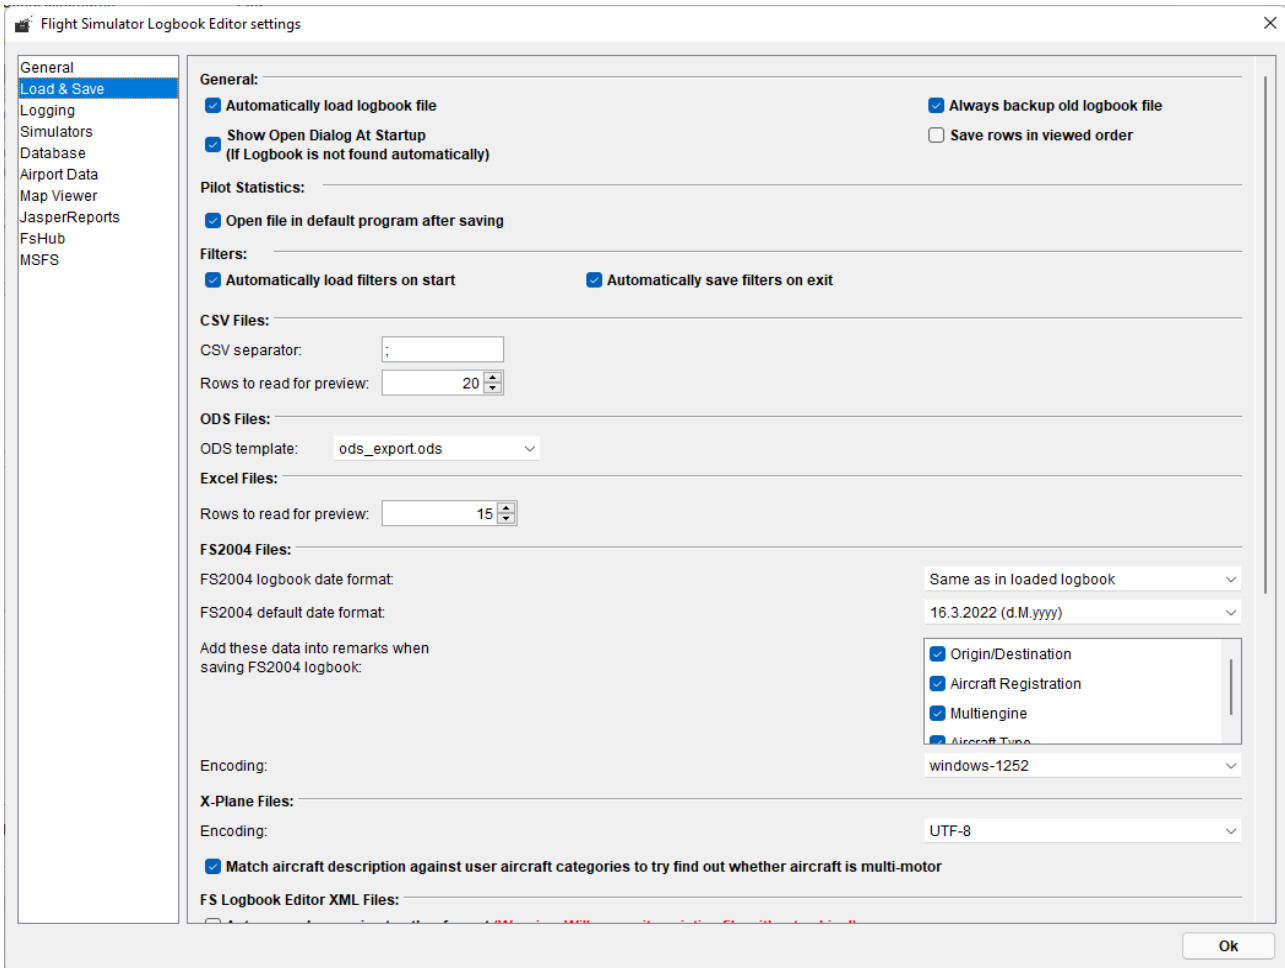 Flight Simulator Logbook Editor settings
General
Load & Save
Logging
Simulators
Database
Airport Data
Map Viewer
JasperReports
FsHub
MSFS
General:
Automatically load logbook file
Always backup old logbook file
Show Open Dialog At Startup
(If Logbook is not found automatically)
Save rows in viewed order
Pilot Statistics:
Open file in default program after saving
Filters:
Automatically load filters on start
Automatically save filters on exit
CSV Files:
CSV separator: ;
Rows to read for preview: 20
ODS Files:
ODS template: ods_export.ods
Excel Files:
Rows to read for preview: 15
FS2004 Files:
FS2004 logbook date format: Same as in loaded logbook
FS2004 default date format: 16.3.2022 (d.M.yyyy)
Add these data into remarks when
saving FS2004 logbook:
Origin/Destination
Aircraft Registration
Multiengine
Aircraft Type
Encoding: windows-1252
X-Plane Files:
Encoding: UTF-8
Match aircraft description against user aircraft categories to try find out whether aircraft is multi-motor
FS Logbook Editor XML Files:
Ok